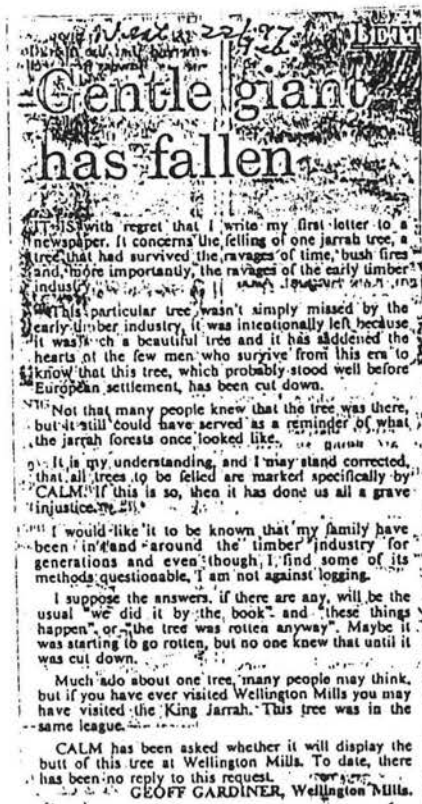 West 22/9/97
LETT
Gentle giant
has fallen
IT IS with regret that I write my first letter to a
newspaper. It concerns the felling of one jarrah tree, a
tree that had survived the ravages of time, bush fires
and, more importantly, the ravages of the early timber
industry.
This particular tree wasn't simply missed by the
early timber industry, it was intentionally left because
it was such a beautiful tree and it has saddened the
hearts of the few men who survive from this era to
know that this tree, which probably stood well before
European settlement, has been cut down.
Not that many people knew that the tree was there,
but it still could have served as a reminder of what
the jarrah forests once looked like.
It is my understanding, and I may stand corrected,
that all trees to be felled are marked specifically by
CALM. If this is so, then it has done us all a grave
injustice.
I would like it to be known that my family have
been in and around the timber industry for
generations and even though I find some of its
methods questionable, I am not against logging.
I suppose the answers, if there are any, will be the
usual "we did it by the book" and "these things
happen" or "the tree was rotten anyway". Maybe it
was starting to go rotten, but no one knew that until it
was cut down.
Much ado about one tree, many people may think,
but if you have ever visited Wellington Mills you may
have visited the King Jarrah. This tree was in the
same league.
CALM has been asked whether it will display the
butt of this tree at Wellington Mills. To date, there
has been no reply to this request.
GEOFF GARDINER, Wellington Mills.